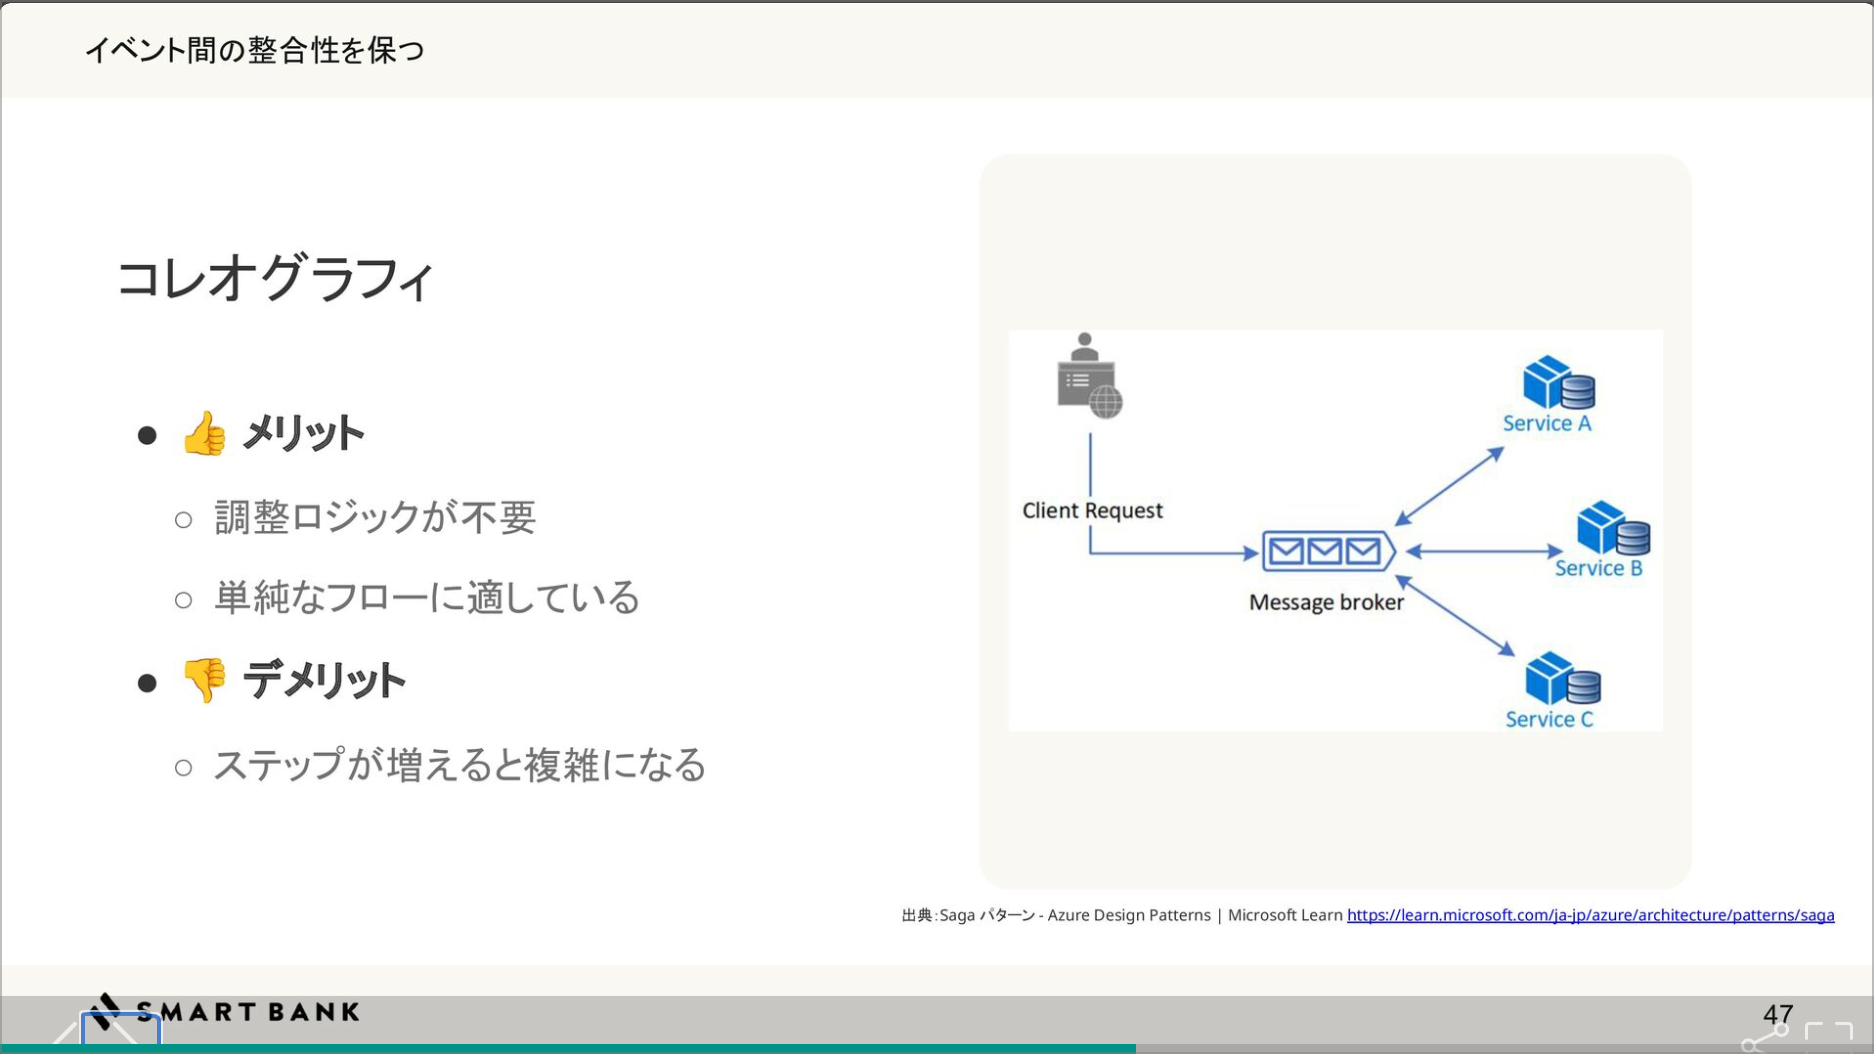 イベント間の整合性を保つ
コレオグラフィ
● 👍 メリット
○ 調整ロジックが不要
○ 単純なフローに適している
● 👎 デメリット
○ ステップが増えると複雑になる
Client Request
Message broker
Service A
Service B
Service C
出典：Saga パターン - Azure Design Patterns | Microsoft Learn https://learn.microsoft.com/ja-jp/azure/architecture/patterns/saga
SMART BANK
47